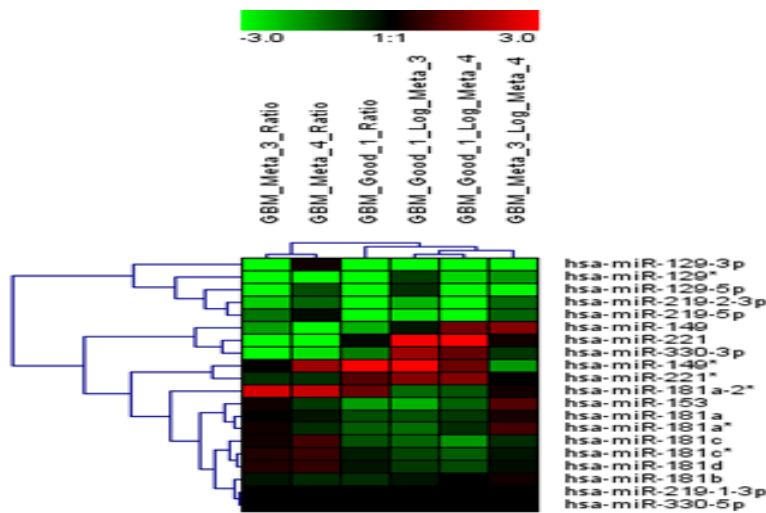 -3.0 1:1 3.0
GBM_Meta_3_Ratio
GBM_Meta_4_Ratio
GBM_Good_1_Ratio
GBM_Good_1_Log_Meta_3
GBM_Good_1_Log_Meta_4
GBM_Meta_3_Log_Meta_4
hsa-miR-129-3p
hsa-miR-129*
hsa-miR-129-5p
hsa-miR-219-2-3p
hsa-miR-219-5p
hsa-miR-149
hsa-miR-221
hsa-miR-330-3p
hsa-miR-149*
hsa-miR-221*
hsa-miR-181a-2*
hsa-miR-153
hsa-miR-181a
hsa-miR-181a*
hsa-miR-181c
hsa-miR-181c*
hsa-miR-181d
hsa-miR-181b
hsa-miR-219-1-3p
hsa-miR-330-5p